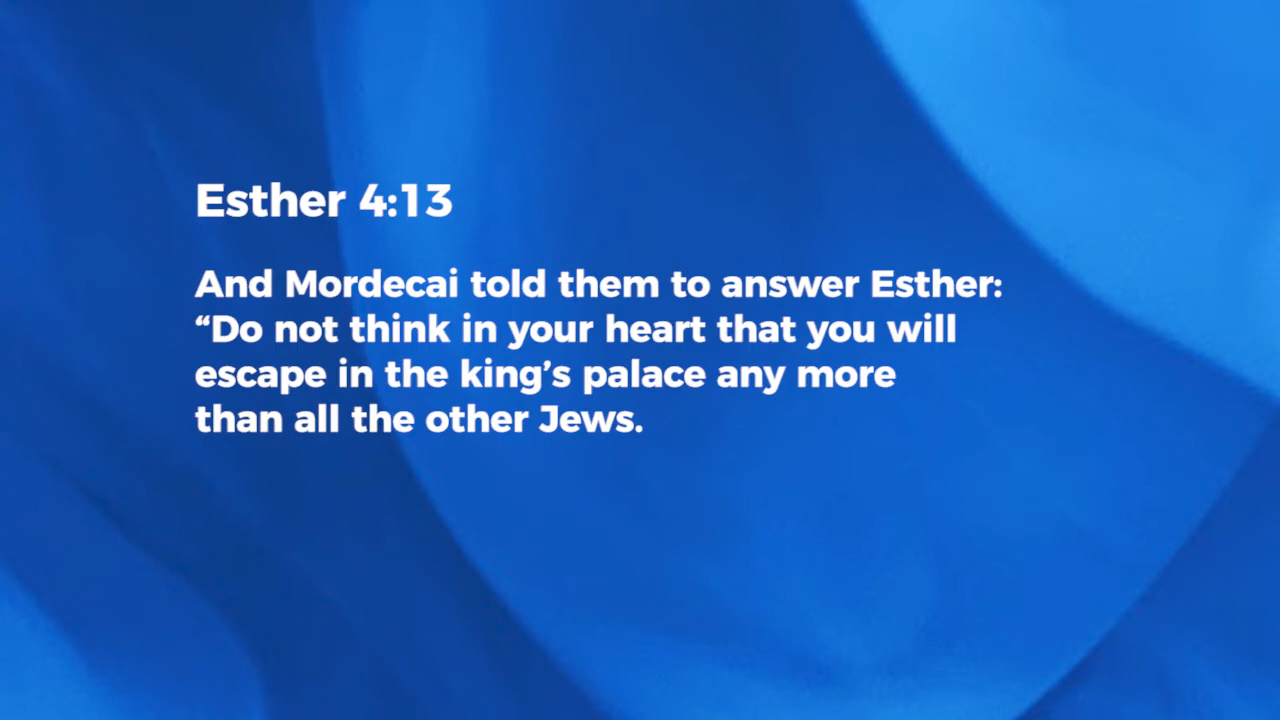 Esther 4:13
And Mordecai told them to answer Esther:
“Do not think in your heart that you will
escape in the king’s palace any more
than all the other Jews.